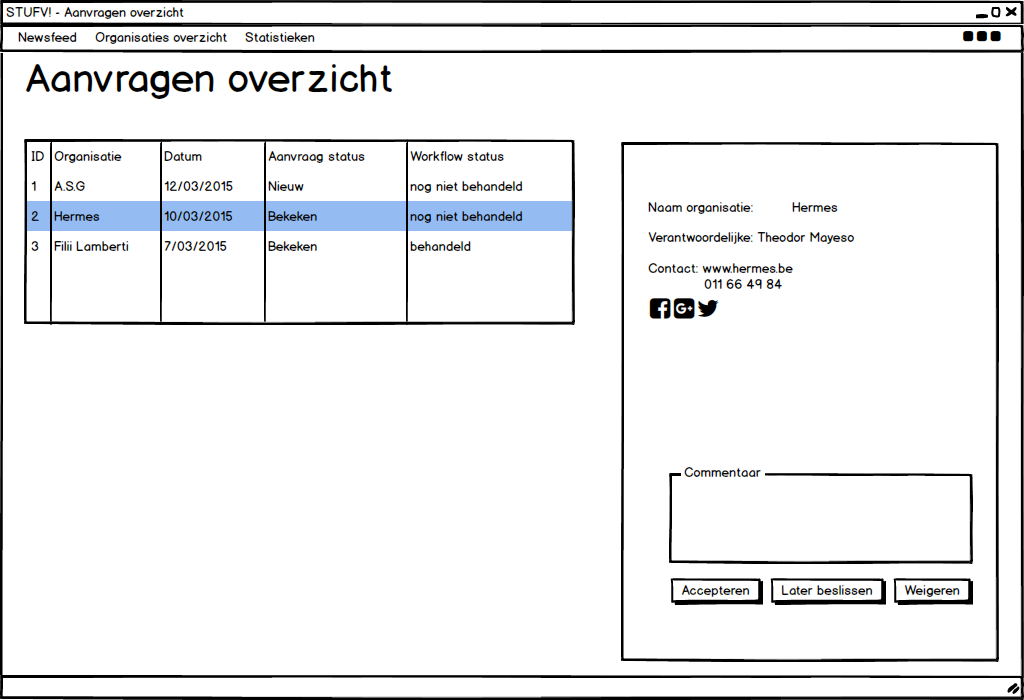 STUFV! - Aanvragen overzicht
Newsfeed Organisaties overzicht Statistieken
Aanvragen overzicht
ID Organisatie Datum Aanvraag status Workflow status
1 A.S.G 12/03/2015 Nieuw nog niet behandeld
2 Hermes 10/03/2015 Bekeken nog niet behandeld
3 Filii Lamberti 7/03/2015 Bekeken behandeld
Naam organisatie: Hermes
Verantwoordelijke: Theodor Mayeso
Contact: www.hermes.be
011 66 49 84
Commentaar
Accepteren Later beslissen Weigeren